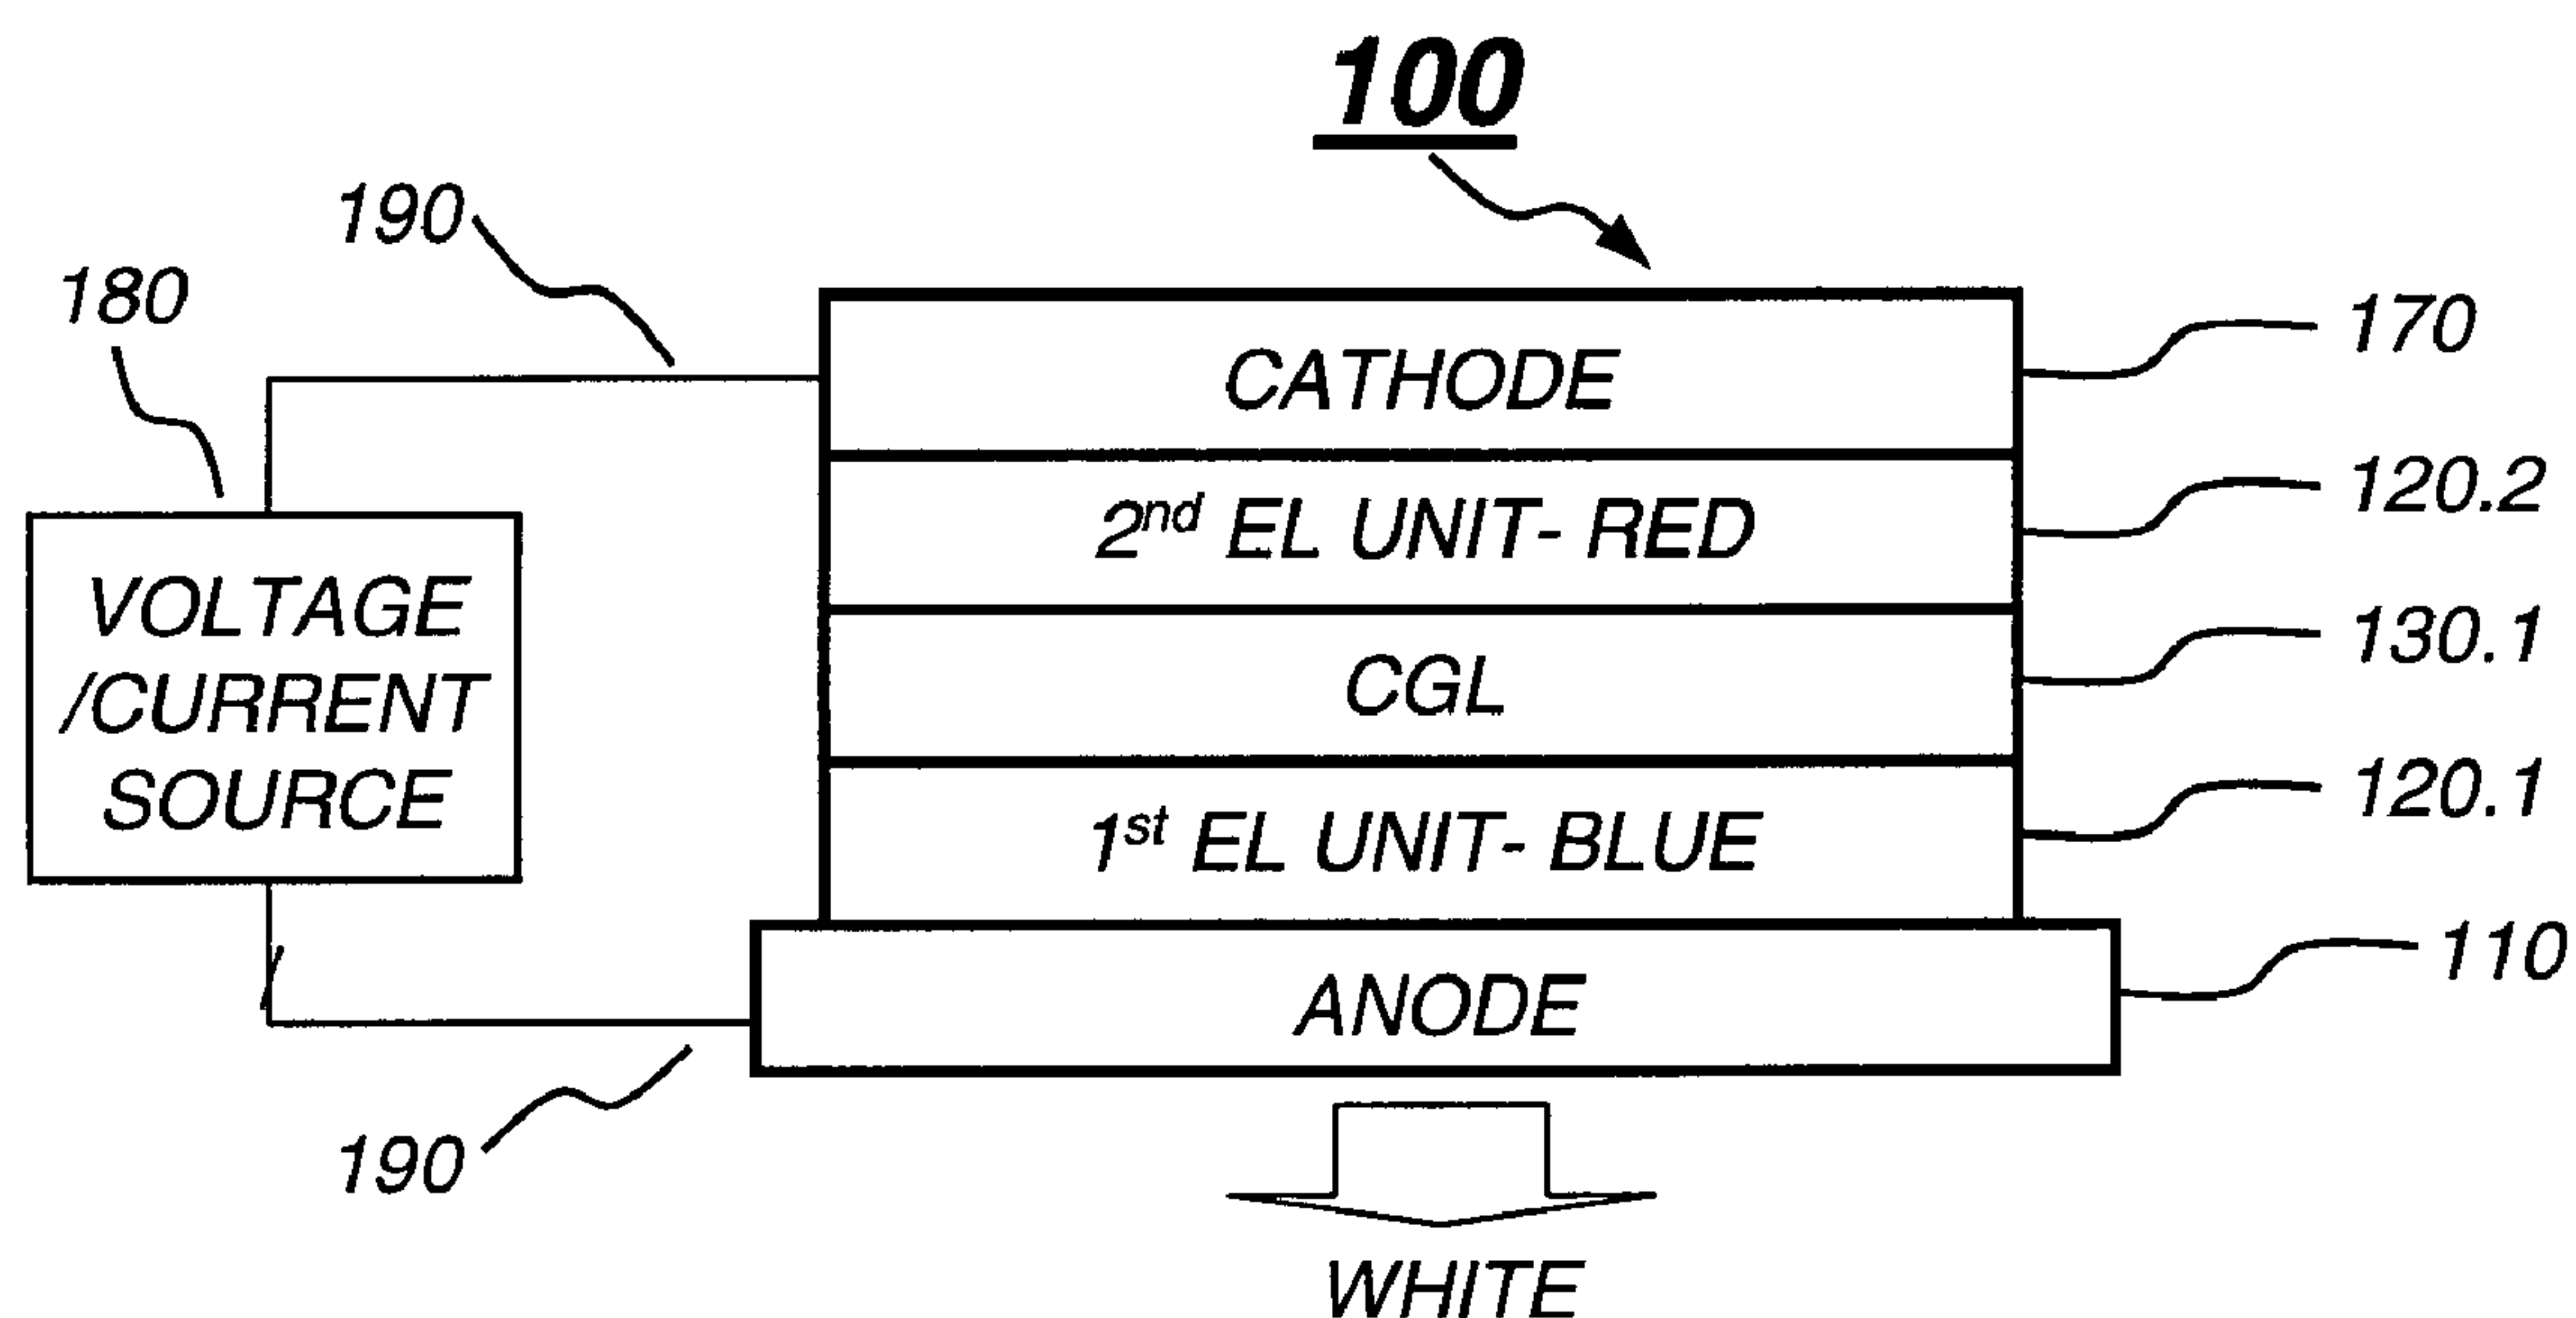 100
190
180
CATHODE
170
2nd EL UNIT- RED
120.2
VOLTAGE
/CURRENT
SOURCE
CGL
130.1
1st EL UNIT- BLUE
120.1
ANODE
110
190
WHITE